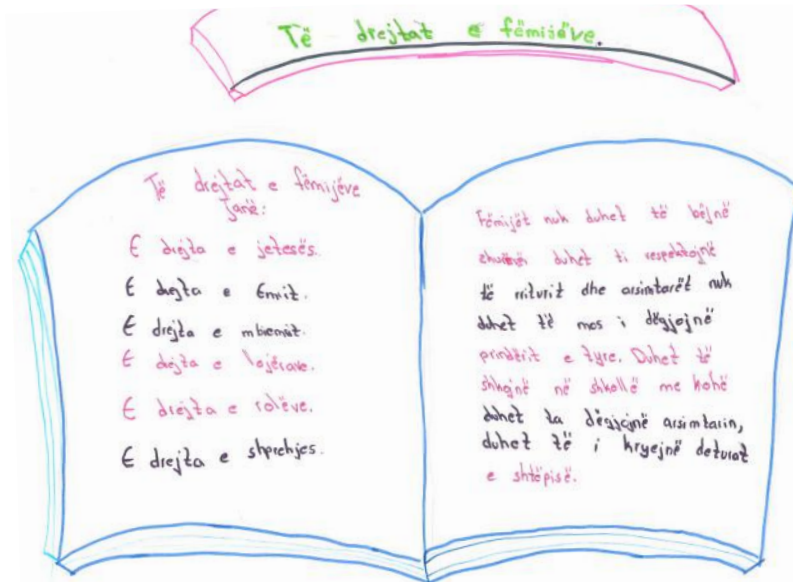 Të drejtat e fëmijëve.
Të drejtat e fëmijëve
Janë:
E drejta e jetesës.
E drejta e Emrit.
E drejta e mbiemrit.
E drejta e lojërave.
E drejta e rolëve.
E drejta e shprehjes.
Fëmijët nuk duhet të bëjnë
duhet ti respektojnë
të rriturit dhe arsimtarët nuk
duhet të mos i dëgjojnë
prindërit e tyre. Duhet të
shkojnë në shkollë me kohë
duhet ta dëgjojnë arsimtarin,
duhet të i kryejnë deturat
e shtëpisë.